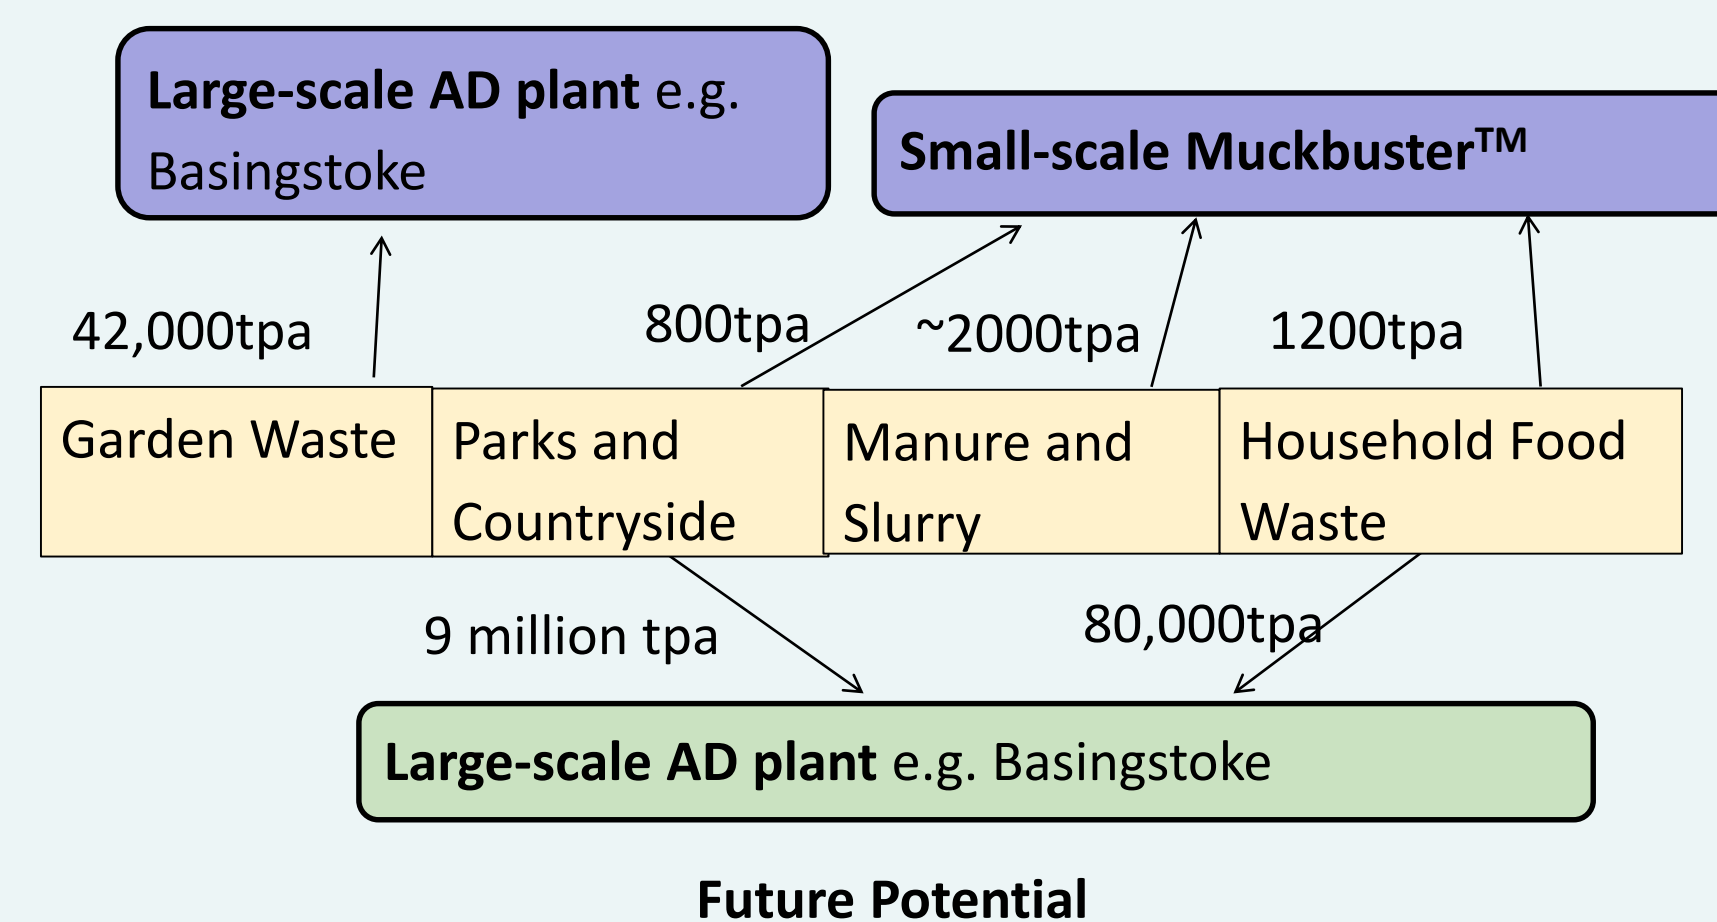 Large-scale AD plant e.g.
Basingstoke
Small-scale Muckbuster™
42,000tpa
800tpa
~2000tpa
1200tpa
Garden Waste
Parks and
Countryside
Manure and
Slurry
Household Food
Waste
9 million tpa
80,000tpa
Large-scale AD plant e.g. Basingstoke
Future Potential